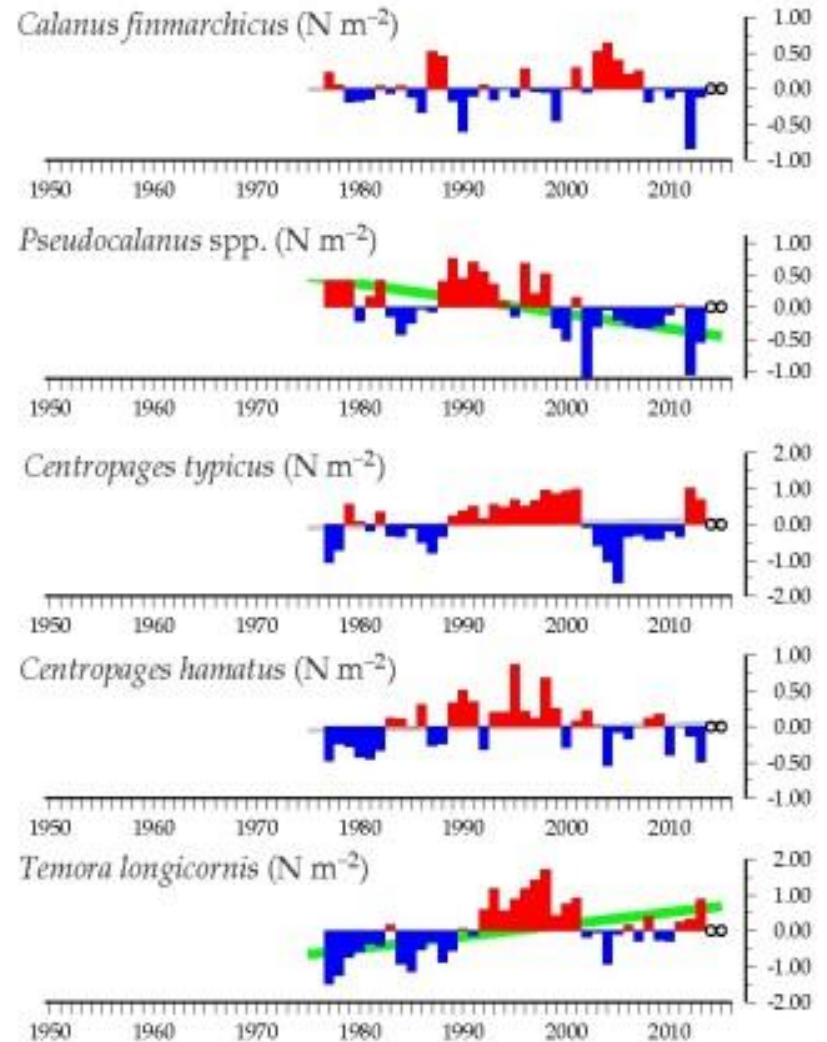 Calanus finmarchicus (N m⁻²)
1.00
0.50
0.00
-0.50
-1.00
1950 1960 1970 1980 1990 2000 2010
Pseudocalanus spp. (N m⁻²)
1.00
0.50
0.00
-0.50
-1.00
1950 1960 1970 1980 1990 2000 2010
Centropages typicus (N m⁻²)
2.00
1.00
0.00
-1.00
-2.00
1950 1960 1970 1980 1990 2000 2010
Centropages hamatus (N m⁻²)
1.00
0.50
0.00
-0.50
-1.00
1950 1960 1970 1980 1990 2000 2010
Temora longicornis (N m⁻²)
2.00
1.00
0.00
-1.00
-2.00
1950 1960 1970 1980 1990 2000 2010